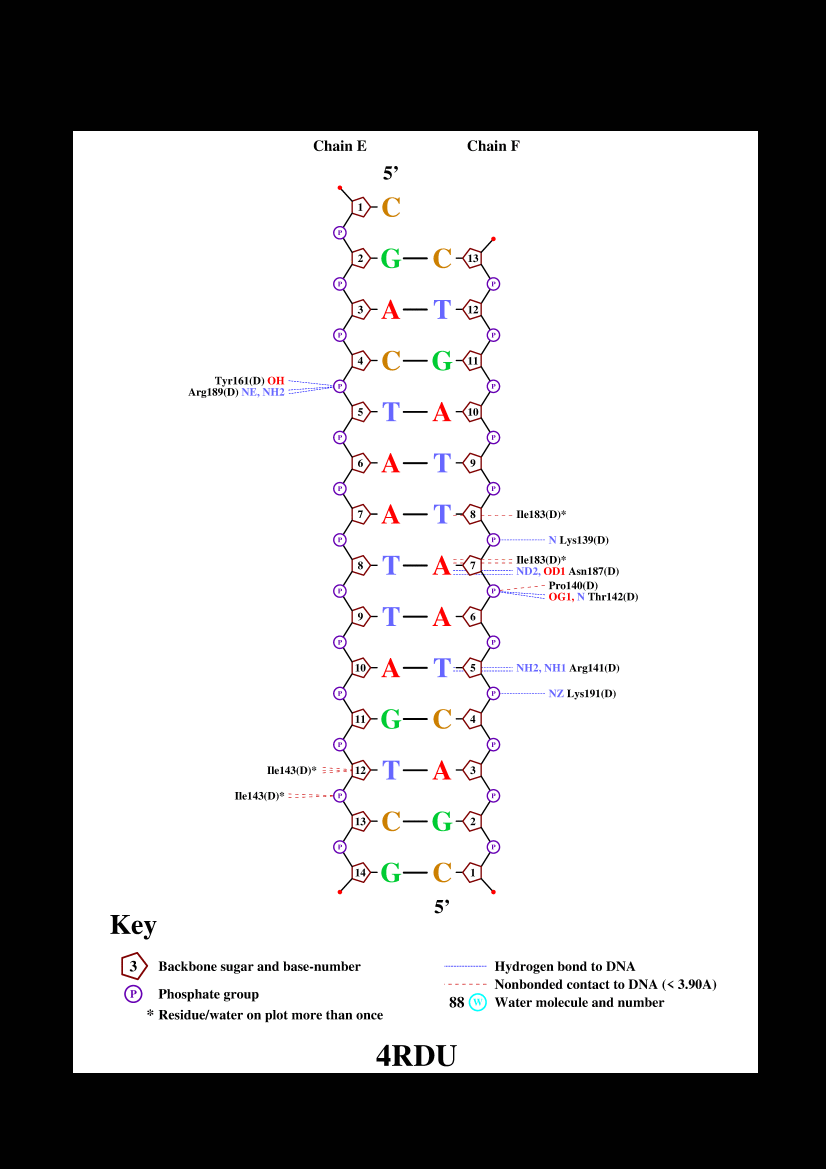 Chain E Chain F
5’
1 C
P
2 G C 13
P P
3 A T 12
P P
4 C G 11
Tyr161(D) OH
P P
Arg189(D) NE, NH2
5 T A 10
P P
6 A T 9
P P
7 A T 8 Ile183(D)*
P P N Lys139(D)
Ile183(D)*
8 T A 7
ND2, OD1 Asn187(D)
Pro140(D)
P P
OG1, N Thr142(D)
9 T A 6
P P
10 A T 5 NH2, NH1 Arg141(D)
P P NZ Lys191(D)
11 G C 4
P P
Ile143(D)* 12 T A 3
Ile143(D)* P P
13 C G 2
P P
14 G C 1
5’
Key
3 Backbone sugar and base-number
P Phosphate group
* Residue/water on plot more than once
Hydrogen bond to DNA
Nonbonded contact to DNA (< 3.90A)
88 W Water molecule and number
4RDU